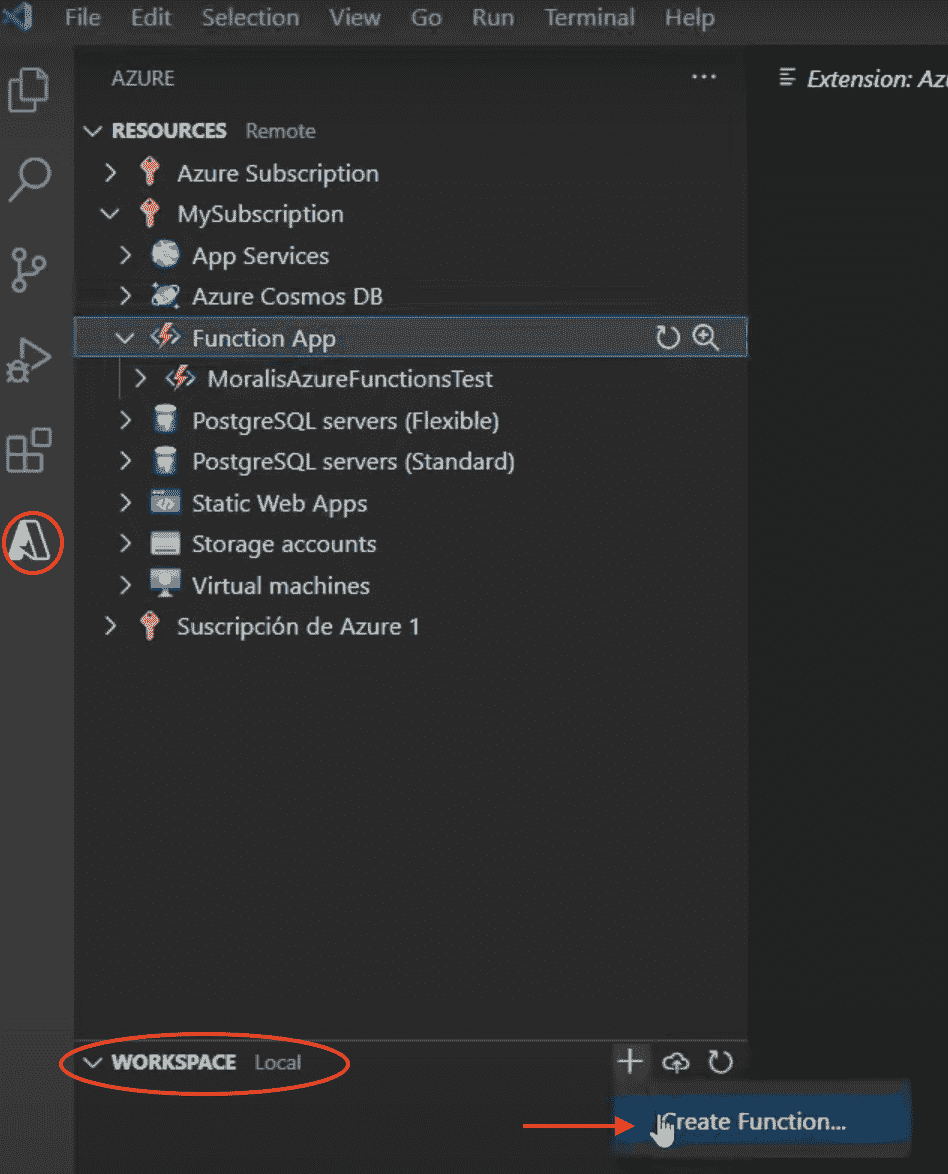 File Edit Selection View Go Run Terminal Help
AZURE ...
Extension: Az
RESOURCES Remote
Azure Subscription
MySubscription
App Services
Azure Cosmos DB
Function App
MoralisAzureFunctionsTest
PostgreSQL servers (Flexible)
PostgreSQL servers (Standard)
Static Web Apps
Storage accounts
Virtual machines
Suscripción de Azure 1
WORKSPACE Local
Create Function...